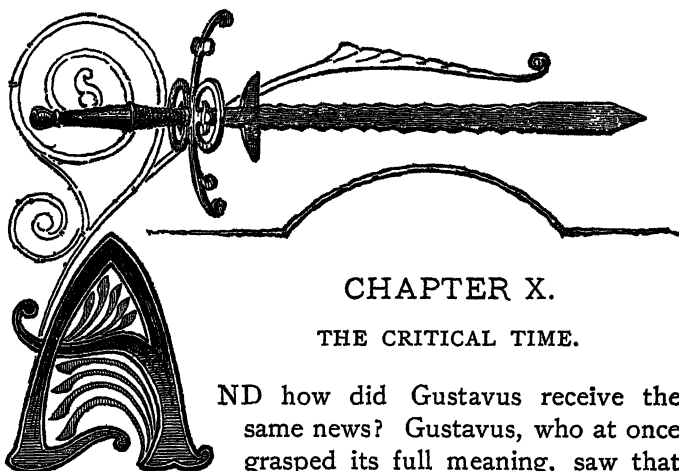 CHAPTER X.
THE CRITICAL TIME.
AND how did Gustavus receive the
same news? Gustavus, who at once
grasped its full meaning, saw that